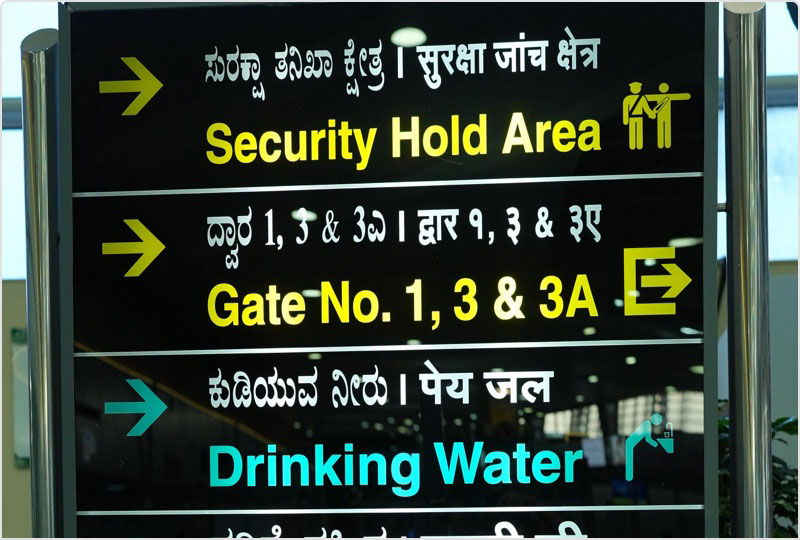 ಸುರಕ್ಷಾ ತನಿಖಾ ಕ್ಷೇತ್ರ | सुरक्षा जांच क्षेत्र
Security Hold Area
ದ್ವಾರ 1, 3 & 3ಎ | द्वार १, ३ & ३ए
Gate No. 1, 3 & 3A
ಕುಡಿಯುವ ನೀರು | पेय जल
Drinking Water